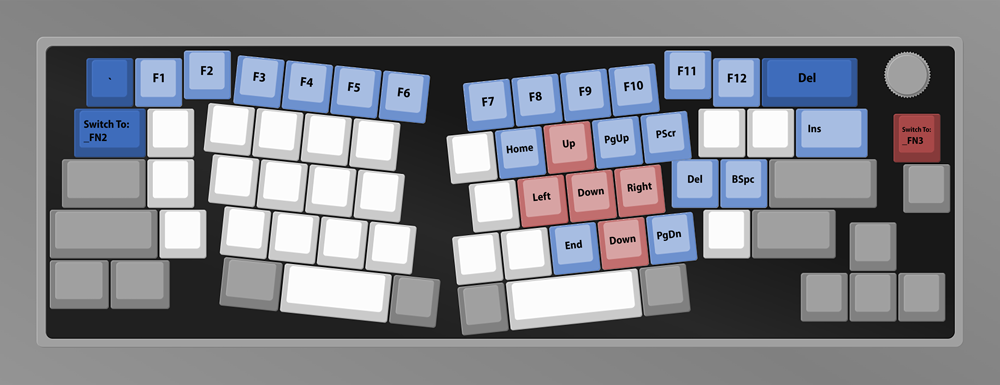 ` F1 F2 F3 F4 F5 F6 F7 F8 F9 F10 F11 F12 Del
Switch To:
_FN2
Home Up PgUp PScr Ins
Switch To:
_FN3
Left Down Right Del BSpc
End Down PgDn